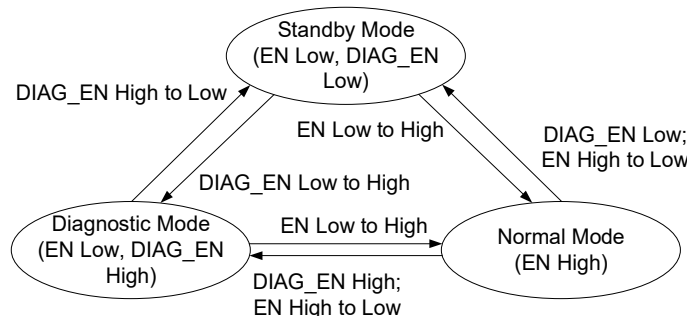 Standby Mode
(EN Low, DIAG_EN
Low)
DIAG_EN High to Low
EN Low to High
DIAG_EN Low;
EN High to Low
DIAG_EN Low to High
Diagnostic Mode
(EN Low, DIAG_EN
High)
EN Low to High
Normal Mode
(EN High)
DIAG_EN High;
EN High to Low